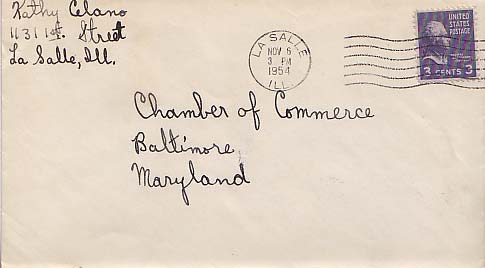 Kathy Celano
1131 1st. Street
La Salle, Ill.
LA SALLE
NOV 6
3 PM
1954
ILL.
UNITED
STATES
POSTAGE
3 CENTS 3
Chamber of Commerce
Baltimore
Maryland